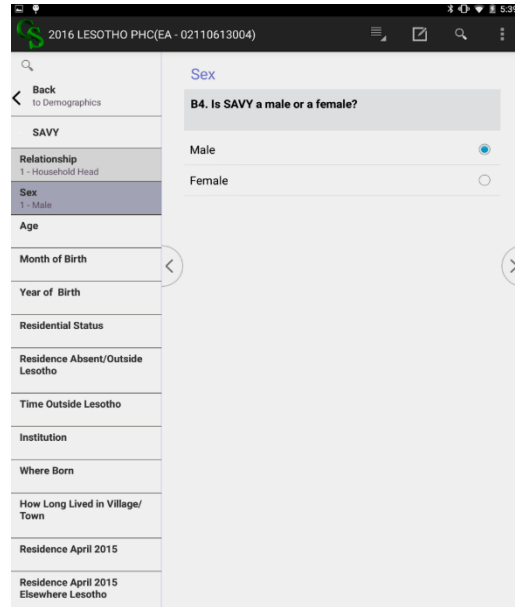 5:39
2016 LESOTHO PHC(EA - 02110613004)
Back
to Demographics
SAVY
Relationship
1 - Household Head
Sex
1 - Male
Age
Month of Birth
Year of Birth
Residential Status
Residence Absent/Outside
Lesotho
Time Outside Lesotho
Institution
Where Born
How Long Lived in Village/
Town
Residence April 2015
Residence April 2015
Elsewhere Lesotho
Sex
B4. Is SAVY a male or a female?
Male
Female